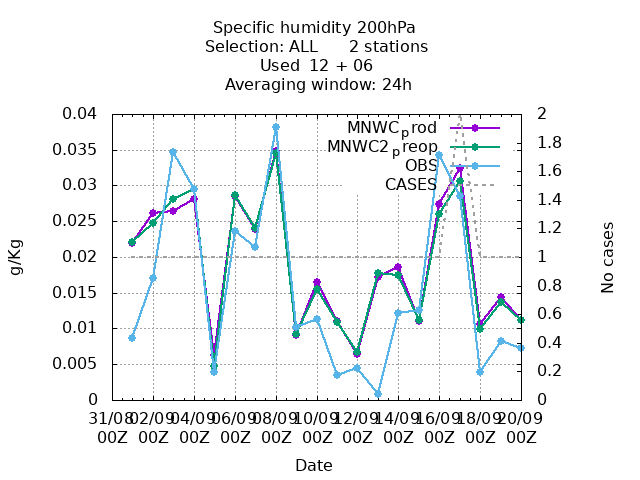 Specific humidity 200hPa
Selection: ALL 2 stations
Used 12 + 06
Averaging window: 24h
0.04
0.035
0.03
0.025
0.02
0.015
0.01
0.005
0
g/Kg
MNWCprod
MNWC2preop
OBS
CASES
2
1.8
1.6
1.4
1.2
1
0.8
0.6
0.4
0.2
0
No cases
31/08 02/09 04/09 06/09 08/09 10/09 12/09 14/09 16/09 18/09 20/09
00Z 00Z 00Z 00Z 00Z 00Z 00Z 00Z 00Z 00Z 00Z
Date